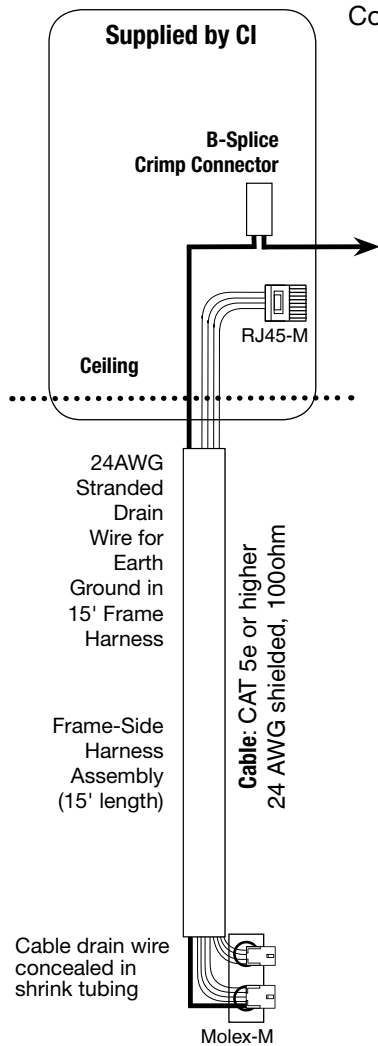 Co
Supplied by CI
B-Splice
Crimp Connector
RJ45-M
Ceiling
24AWG
Stranded
Drain
Wire for
Earth
Ground in
15' Frame
Harness
Cable: CAT 5e or higher
24 AWG shielded, 100ohm
Frame-Side
Harness
Assembly
(15' length)
Cable drain wire
concealed in
shrink tubing
Molex-M